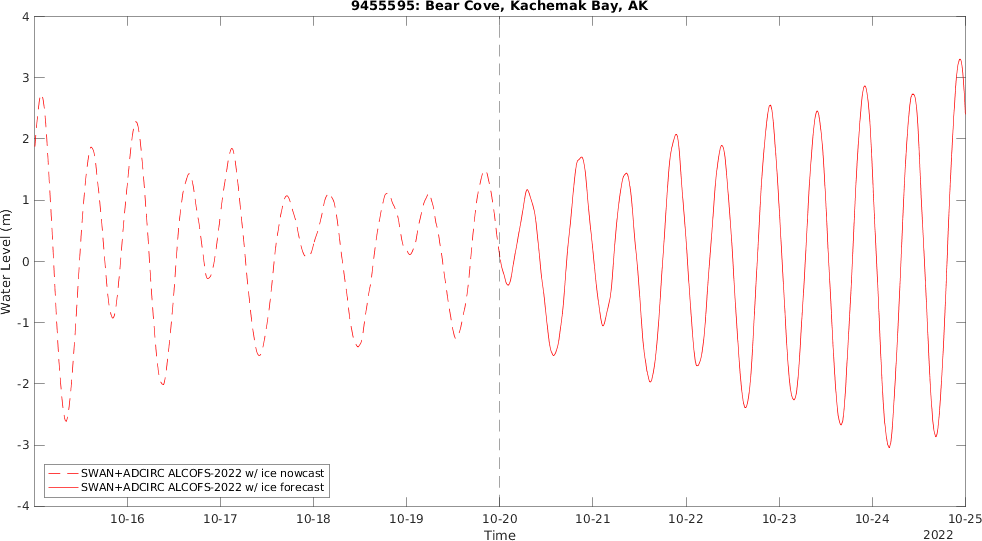 9455595: Bear Cove, Kachemak Bay, AK
4
3
2
1
0
-1
-2
-3
-4
Water Level (m)
SWAN+ADCIRC ALCOFS-2022 w/ ice nowcast
SWAN+ADCIRC ALCOFS-2022 w/ ice forecast
10-16 10-17 10-18 10-19 10-20 10-21 10-22 10-23 10-24 10-25
Time
2022